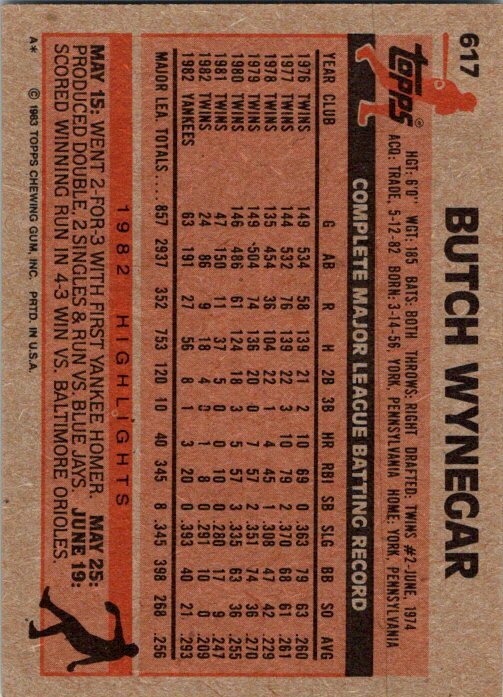 617
topps®
BUTCH WYNEGAR
HGT: 6'0" WGT: 185 BATS: BOTH THROWS: RIGHT DRAFTED: TWINS #2-JUNE, 1974
ACQ: TRADE, 5-12-82 BORN: 3-14-56, YORK, PENNSYLVANIA HOME: YORK, PENNSYLVANIA
COMPLETE MAJOR LEAGUE BATTING RECORD
YEAR CLUB G AB R H 2B 3B HR RBI SB SLG BB SO AVG
1976 TWINS 149 534 58 139 21 2 10 69 0 .363 79 63 .260
1977 TWINS 144 532 76 139 22 3 10 79 2 .370 68 61 .261
1978 TWINS 135 454 36 104 22 1 4 45 1 .308 47 42 .229
1979 TWINS 149 504 74 136 20 0 7 57 2 .351 74 36 .270
1980 TWINS 146 486 61 124 18 3 5 57 3 .335 63 36 .255
1981 TWINS 47 150 11 37 5 0 0 10 0 .280 17 9 .247
1982 TWINS 24 86 9 18 4 0 1 8 0 .291 10 0 .209
1982 YANKEES 63 191 27 56 8 1 3 20 0 .393 40 21 .293
MAJOR LEA. TOTALS .... 857 2837 352 753 120 10 40 345 8 .345 398 268 .256
1982 HIGHLIGHTS
MAY 15: WENT 2-FOR-3 WITH FIRST YANKEE HOMER. MAY 25:
PRODUCED DOUBLE, 2 SINGLES & RUN VS. BLUE JAYS. JUNE 19:
SCORED WINNING RUN IN 4-3 WIN VS. BALTIMORE ORIOLES.
A* © 1983 TOPPS CHEWING GUM, INC. PRTD. IN U.S.A.